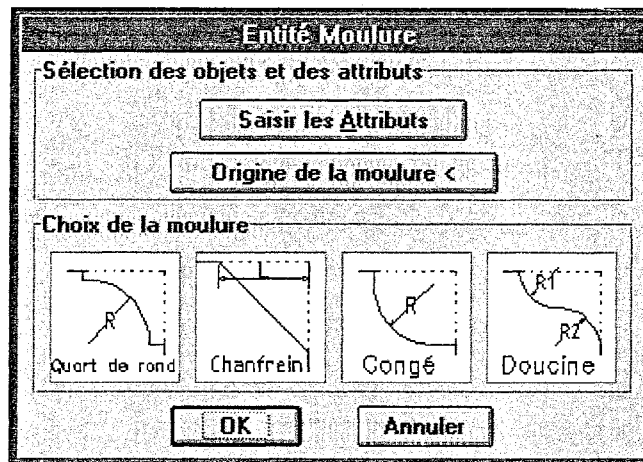 Entité Moulure
Sélection des objets et des attributs
Saisir les Attributs
Origine de la moulure <
Choix de la moulure
R
Quart de rond
L
Chanfrein
R
Congé
R1
R2
Doucine
OK
Annuler